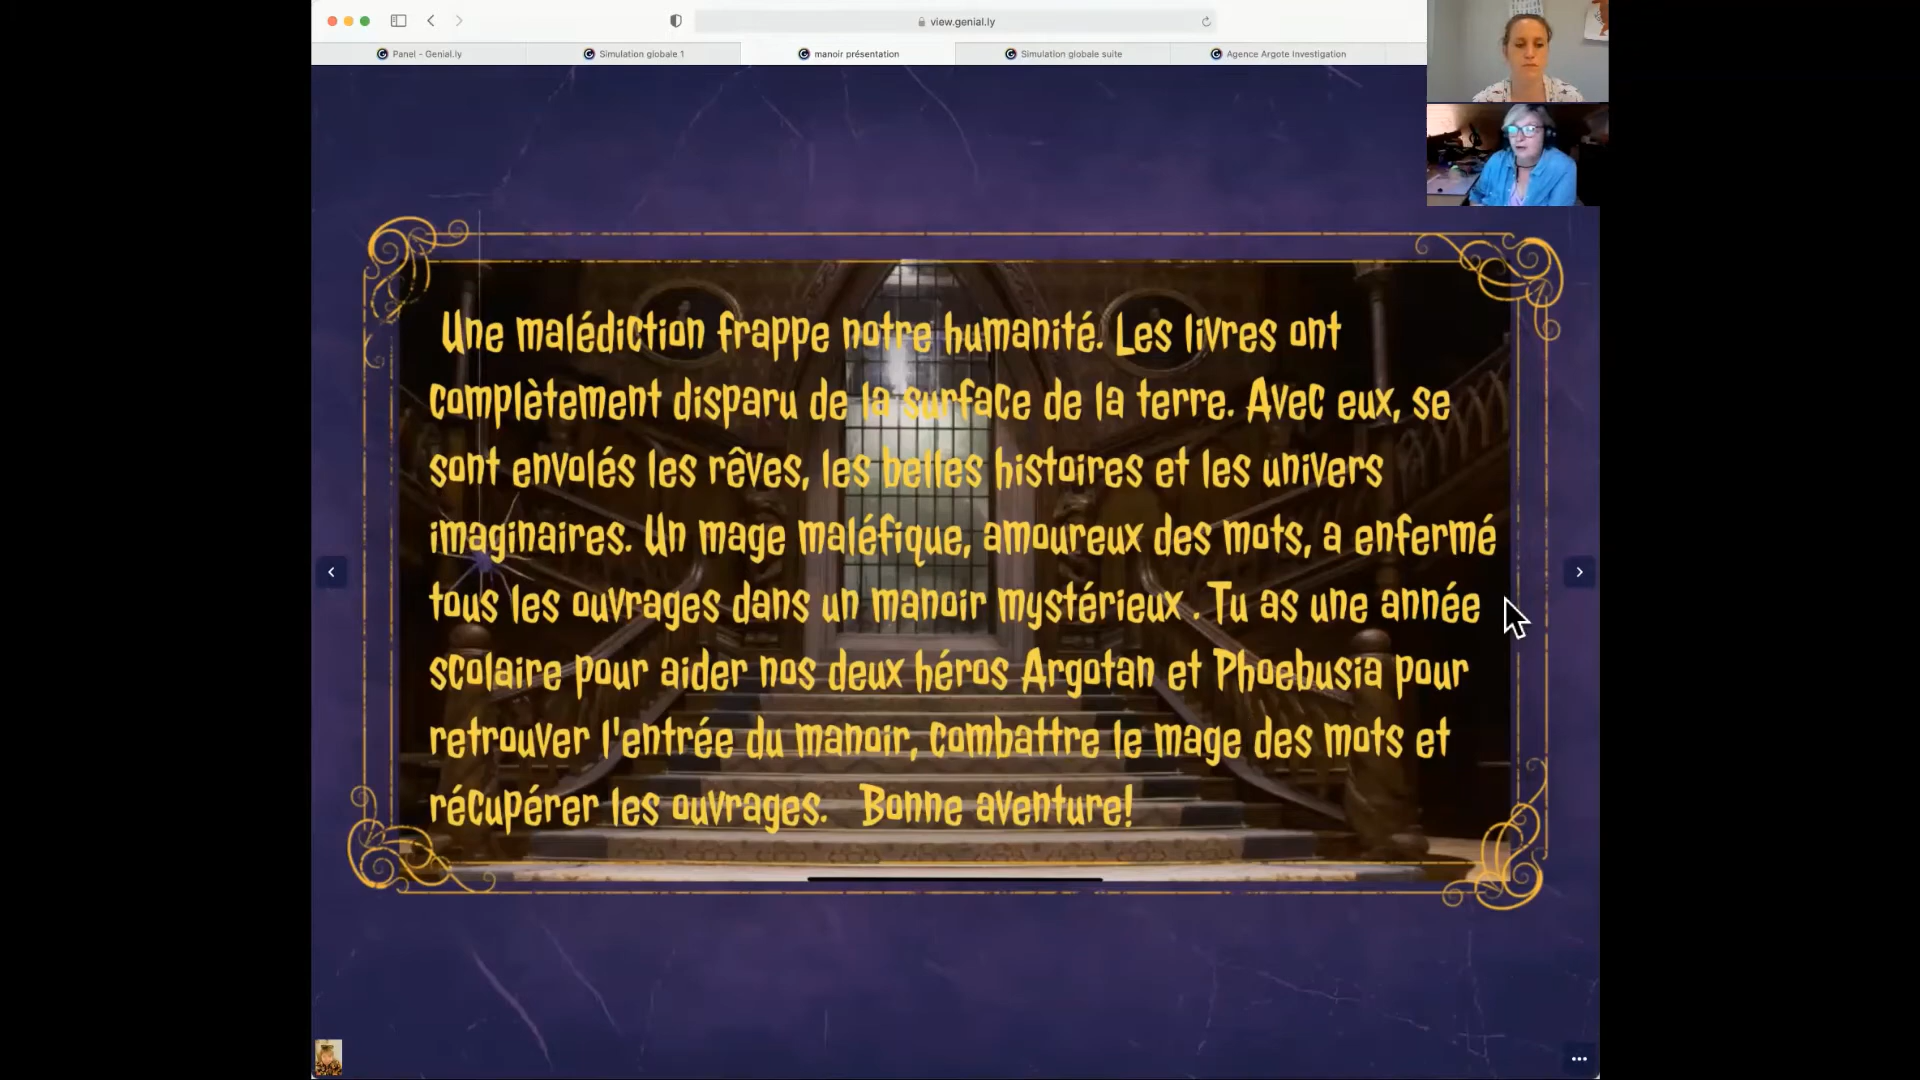 view.genial.ly
Panel - Genial.ly
Simulation globale 1
manoir présentation
Simulation globale suite
Agence Argote Investigation
Une malédiction frappe notre humanité. Les livres ont
complètement disparu de la surface de la terre. Avec eux, se
sont envolés les rêves, les belles histoires et les univers
imaginaires. Un mage maléfique, amoureux des mots, a enfermé
tous les ouvrages dans un manoir mystérieux . Tu as une année
scolaire pour aider nos deux héros Argotan et Phoebusia pour
retrouver l'entrée du manoir, combattre le mage des mots et
récupérer les ouvrages. Bonne aventure!